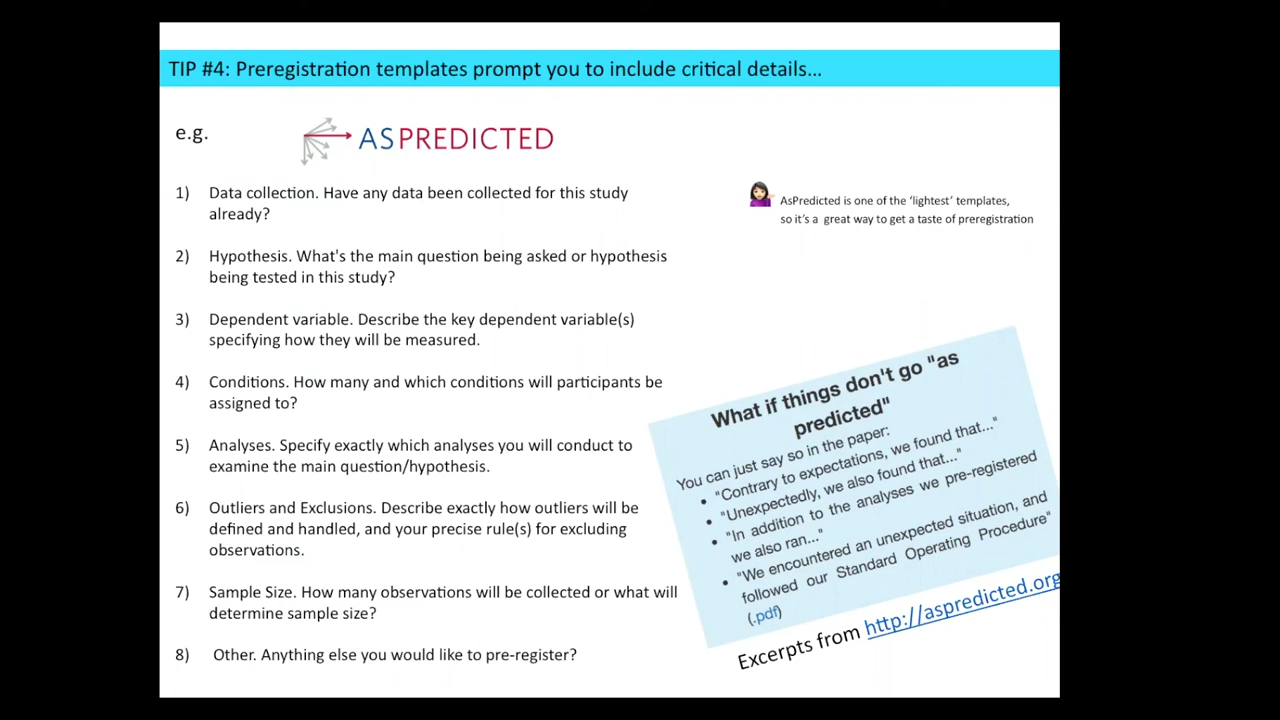 TIP #4: Preregistration templates prompt you to include critical details...
e.g.
ASPREDICTED
1) Data collection. Have any data been collected for this study
already?
2) Hypothesis. What's the main question being asked or hypothesis
being tested in this study?
3) Dependent variable. Describe the key dependent variable(s)
specifying how they will be measured.
4) Conditions. How many and which conditions will participants be
assigned to?
5) Analyses. Specify exactly which analyses you will conduct to
examine the main question/hypothesis.
6) Outliers and Exclusions. Describe exactly how outliers will be
defined and handled, and your precise rule(s) for excluding
observations.
7) Sample Size. How many observations will be collected or what will
determine sample size?
8) Other. Anything else you would like to pre-register?
AsPredicted is one of the ‘lightest’ templates,
so it’s a great way to get a taste of preregistration
What if things don't go "as
predicted"
You can just say so in the paper:
• "Contrary to expectations, we found that..."
• "Unexpectedly, we also found that..."
• "In addition to the analyses we pre-registered
we also ran..."
• "We encountered an unexpected situation, and
followed our Standard Operating Procedure"
(.pdf)
Excerpts from http://aspredicted.org